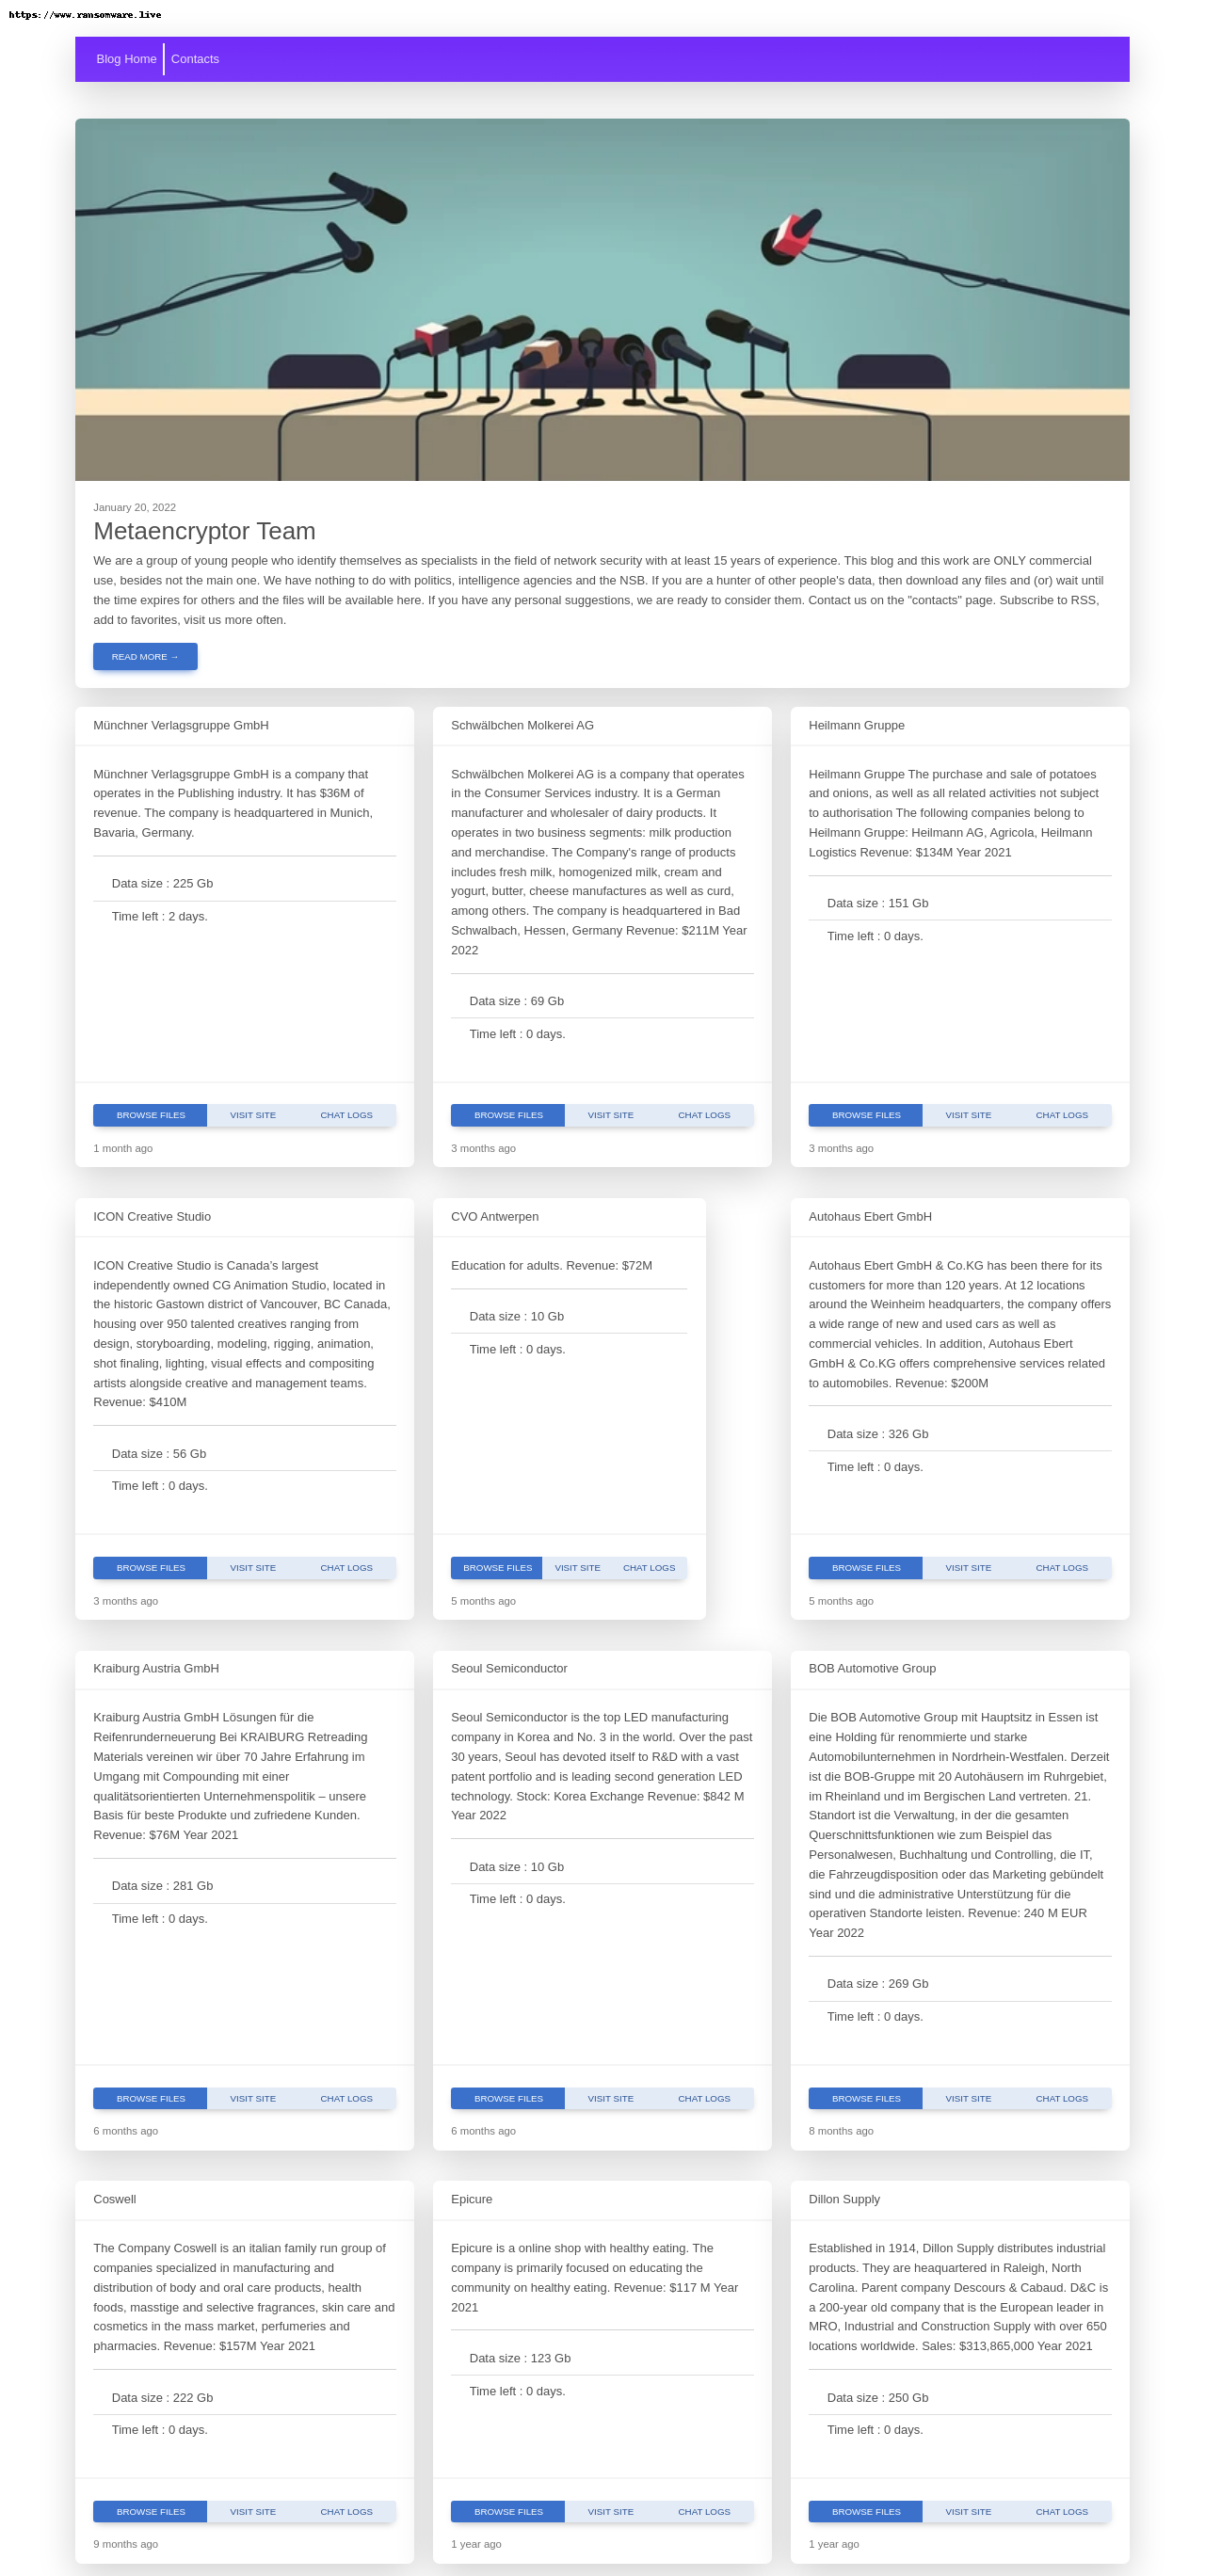 https://www.ransomware.live
Blog Home
Contacts
January 20, 2022
Metaencryptor Team
We are a group of young people who identify themselves as specialists in the field of network security with at least 15 years of experience. This blog and this work are ONLY commercial
use, besides not the main one. We have nothing to do with politics, intelligence agencies and the NSB. If you are a hunter of other people's data, then download any files and (or) wait until
the time expires for others and the files will be available here. If you have any personal suggestions, we are ready to consider them. Contact us on the "contacts" page. Subscribe to RSS,
add to favorites, visit us more often.
READ MORE →
Münchner Verlagsgruppe GmbH
Münchner Verlagsgruppe GmbH is a company that
operates in the Publishing industry. It has $36M of
revenue. The company is headquartered in Munich,
Bavaria, Germany.
Data size : 225 Gb
Time left : 2 days.
BROWSE FILES VISIT SITE CHAT LOGS
1 month ago
Schwälbchen Molkerei AG
Schwälbchen Molkerei AG is a company that operates
in the Consumer Services industry. It is a German
manufacturer and wholesaler of dairy products. It
operates in two business segments: milk production
and merchandise. The Company's range of products
includes fresh milk, homogenized milk, cream and
yogurt, butter, cheese manufactures as well as curd,
among others. The company is headquartered in Bad
Schwalbach, Hessen, Germany Revenue: $211M Year
2022
Data size : 69 Gb
Time left : 0 days.
BROWSE FILES VISIT SITE CHAT LOGS
3 months ago
Heilmann Gruppe
Heilmann Gruppe The purchase and sale of potatoes
and onions, as well as all related activities not subject
to authorisation The following companies belong to
Heilmann Gruppe: Heilmann AG, Agricola, Heilmann
Logistics Revenue: $134M Year 2021
Data size : 151 Gb
Time left : 0 days.
BROWSE FILES VISIT SITE CHAT LOGS
3 months ago
ICON Creative Studio
ICON Creative Studio is Canada's largest
independently owned CG Animation Studio, located in
the historic Gastown district of Vancouver, BC Canada,
housing over 950 talented creatives ranging from
design, storyboarding, modeling, rigging, animation,
shot finaling, lighting, visual effects and compositing
artists alongside creative and management teams.
Revenue: $410M
Data size : 56 Gb
Time left : 0 days.
BROWSE FILES VISIT SITE CHAT LOGS
3 months ago
CVO Antwerpen
Education for adults. Revenue: $72M
Data size : 10 Gb
Time left : 0 days.
BROWSE FILES VISIT SITE CHAT LOGS
5 months ago
Autohaus Ebert GmbH
Autohaus Ebert GmbH & Co.KG has been there for its
customers for more than 120 years. At 12 locations
around the Weinheim headquarters, the company offers
a wide range of new and used cars as well as
commercial vehicles. In addition, Autohaus Ebert
GmbH & Co.KG offers comprehensive services related
to automobiles. Revenue: $200M
Data size : 326 Gb
Time left : 0 days.
BROWSE FILES VISIT SITE CHAT LOGS
5 months ago
Kraiburg Austria GmbH
Kraiburg Austria GmbH Lösungen für die
Reifenrunderneuerung Bei KRAIBURG Retreading
Materials vereinen wir über 70 Jahre Erfahrung im
Umgang mit Compounding mit einer
qualitätsorientierten Unternehmenspolitik – unsere
Basis für beste Produkte und zufriedene Kunden.
Revenue: $76M Year 2021
Data size : 281 Gb
Time left : 0 days.
BROWSE FILES VISIT SITE CHAT LOGS
6 months ago
Seoul Semiconductor
Seoul Semiconductor is the top LED manufacturing
company in Korea and No. 3 in the world. Over the past
30 years, Seoul has devoted itself to R&D with a vast
patent portfolio and is leading second generation LED
technology. Stock: Korea Exchange Revenue: $842 M
Year 2022
Data size : 10 Gb
Time left : 0 days.
BROWSE FILES VISIT SITE CHAT LOGS
6 months ago
BOB Automotive Group
Die BOB Automotive Group mit Hauptsitz in Essen ist
eine Holding für renommierte und starke
Automobilunternehmen in Nordrhein-Westfalen. Derzeit
ist die BOB-Gruppe mit 20 Autohäusern im Ruhrgebiet,
im Rheinland und im Bergischen Land vertreten. 21.
Standort ist die Verwaltung, in der die gesamten
Querschnittsfunktionen wie zum Beispiel das
Personalwesen, Buchhaltung und Controlling, die IT,
die Fahrzeugdisposition oder das Marketing gebündelt
sind und die administrative Unterstützung für die
operativen Standorte leisten. Revenue: 240 M EUR
Year 2022
Data size : 269 Gb
Time left : 0 days.
BROWSE FILES VISIT SITE CHAT LOGS
8 months ago
Coswell
The Company Coswell is an italian family run group of
companies specialized in manufacturing and
distribution of body and oral care products, health
foods, masstige and selective fragrances, skin care and
cosmetics in the mass market, perfumeries and
pharmacies. Revenue: $157M Year 2021
Data size : 222 Gb
Time left : 0 days.
BROWSE FILES VISIT SITE CHAT LOGS
9 months ago
Epicure
Epicure is a online shop with healthy eating. The
company is primarily focused on educating the
community on healthy eating. Revenue: $117 M Year
2021
Data size : 123 Gb
Time left : 0 days.
BROWSE FILES VISIT SITE CHAT LOGS
1 year ago
Dillon Supply
Established in 1914, Dillon Supply distributes industrial
products. They are heaquartered in Raleigh, North
Carolina. Parent company Descours & Cabaud. D&C is
a 200-year old company that is the European leader in
MRO, Industrial and Construction Supply with over 650
locations worldwide. Sales: $313,865,000 Year 2021
Data size : 250 Gb
Time left : 0 days.
BROWSE FILES VISIT SITE CHAT LOGS
1 year ago